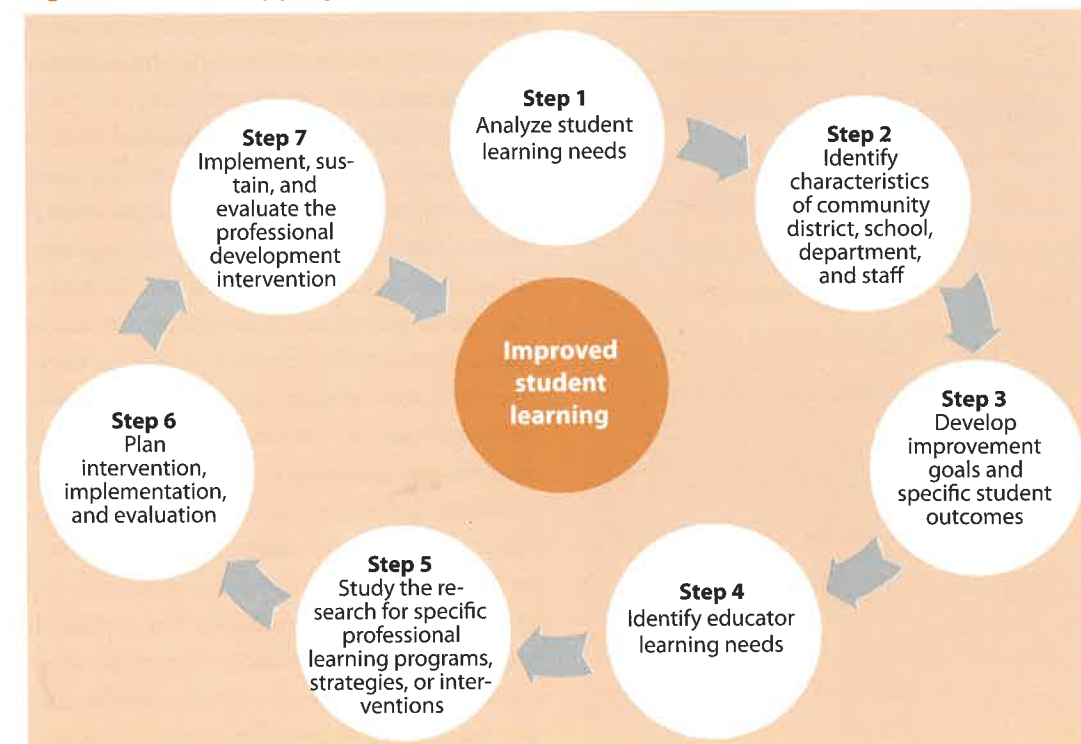 Step 1
Analyze student
learning needs
Step 2
Identify
characteristics
of community
district, school,
department,
and staff
Step 3
Develop
improvement
goals and
specific student
outcomes
Step 4
Identify educator
learning needs
Step 5
Study the re-
search for specific
professional
learning programs,
strategies, or inter-
ventions
Step 6
Plan
intervention,
implementation,
and evaluation
Step 7
Implement, sus-
tain, and
evaluate the
professional
development
intervention
Improved
student
learning